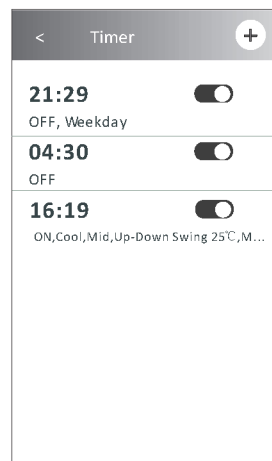 < Timer +
21:29
OFF, Weekday
04:30
OFF
16:19
ON,Cool,Mid,Up-Down Swing 25℃,M...